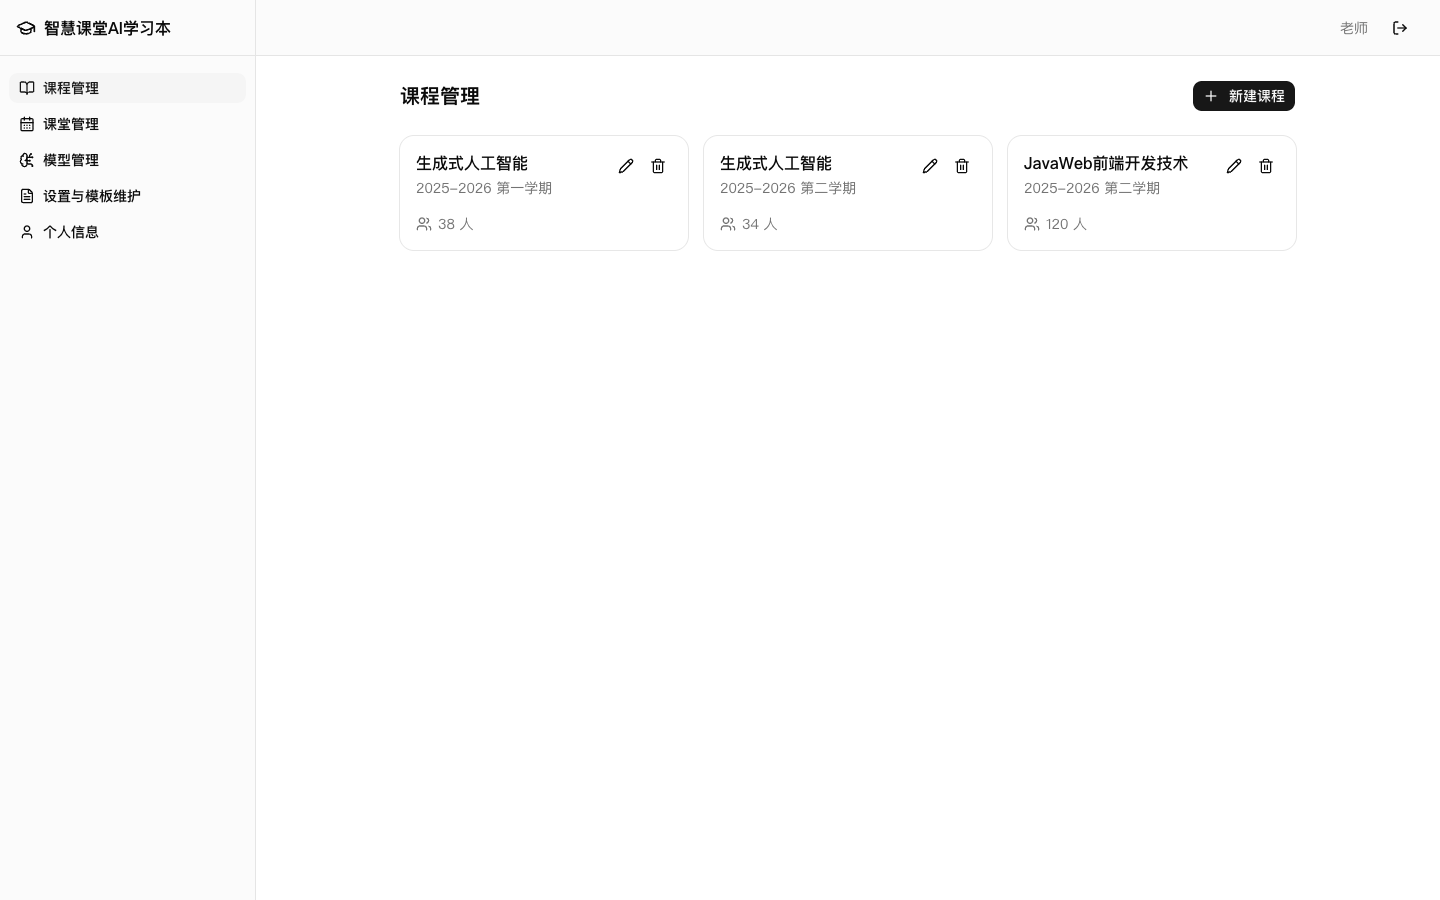 智慧课堂AI学习本
老师
课程管理
课堂管理
模型管理
设置与模板维护
个人信息
课程管理
新建课程
生成式人工智能
2025-2026 第一学期
38 人
生成式人工智能
2025-2026 第二学期
34 人
JavaWeb前端开发技术
2025-2026 第二学期
120 人